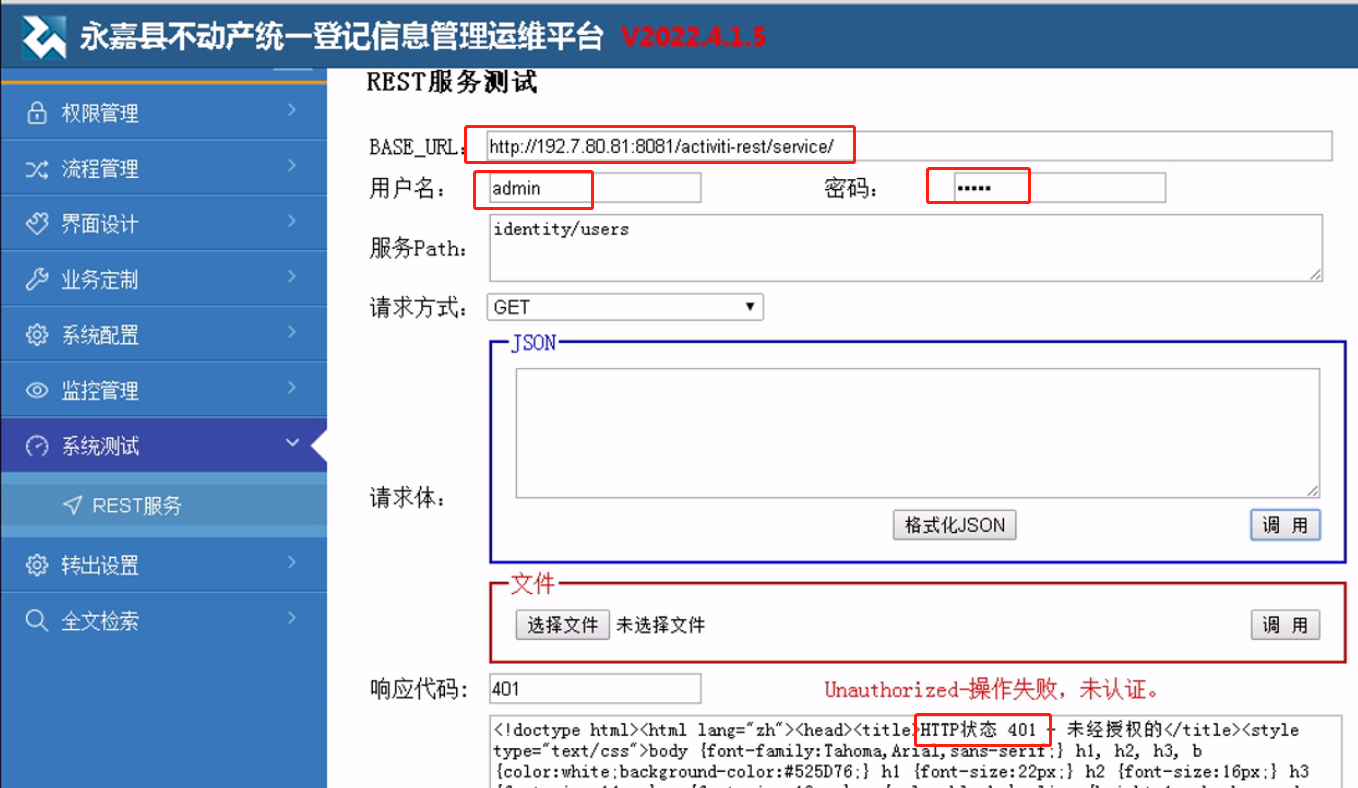 永嘉县不动产统一登记信息管理运维平台 V2022.4.1.5
权限管理
流程管理
界面设计
业务定制
系统配置
监控管理
系统测试
REST服务
转出设置
全文检索
REST服务测试
BASE_URL: http://192.7.80.81:8081/activiti-rest/service/
用户名: admin 密码: •••••
服务Path: identity/users
请求方式: GET
请求体:
JSON
格式化JSON 调 用
文件
选择文件 未选择文件 调 用
响应代码: 401 Unauthorized-操作失败，未认证。
<!doctype html><html lang="zh"><head><title>HTTP状态 401 - 未经授权的</title><style
type="text/css">body {font-family:Tahoma,Arial,sans-serif;} h1, h2, h3, b
{color:white;background-color:#525D76;} h1 {font-size:22px;} h2 {font-size:16px;} h3